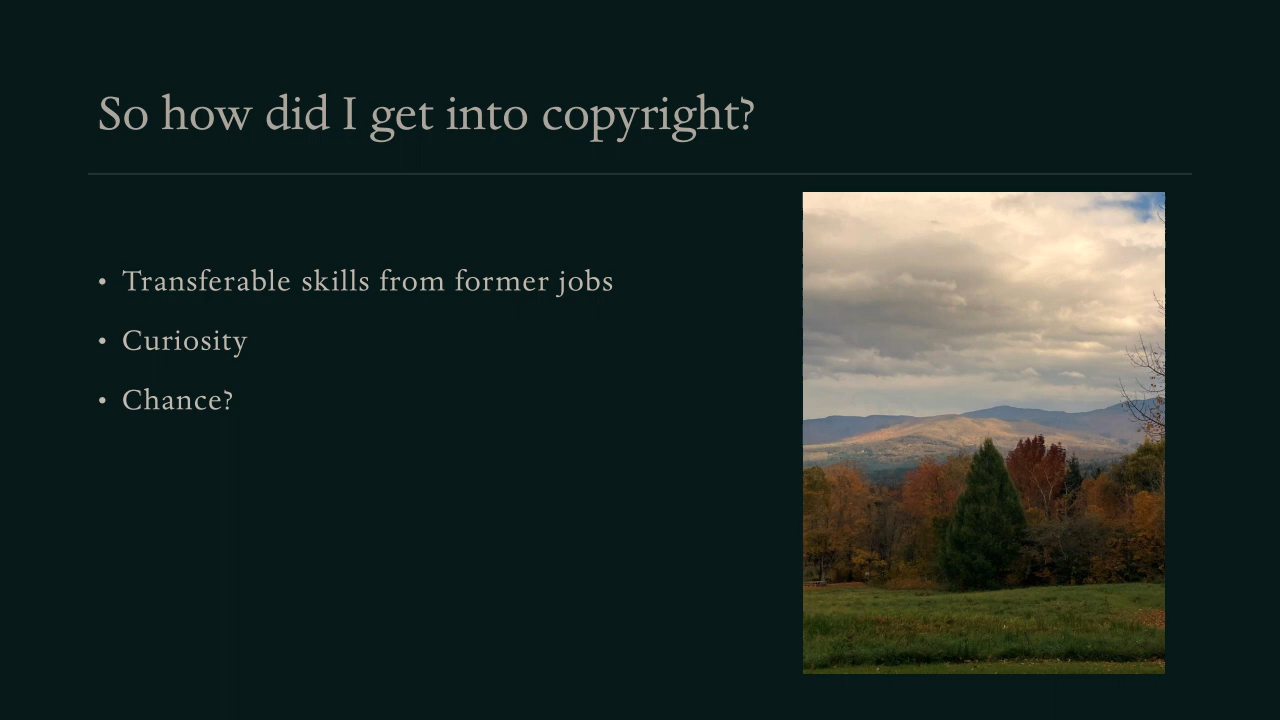 So how did I get into copyright?
• Transferable skills from former jobs
• Curiosity
• Chance?